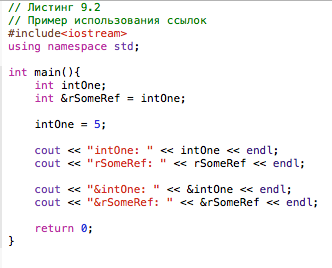 // Листинг 9.2
// Пример использования ссылок
#include<iostream>
using namespace std;
int main(){
int intOne;
int &rSomeRef = intOne;
intOne = 5;
cout << "intOne: " << intOne << endl;
cout << "rSomeRef: " << rSomeRef << endl;
cout << "&intOne: " << &intOne << endl;
cout << "&rSomeRef: " << &rSomeRef << endl;
return 0;
}